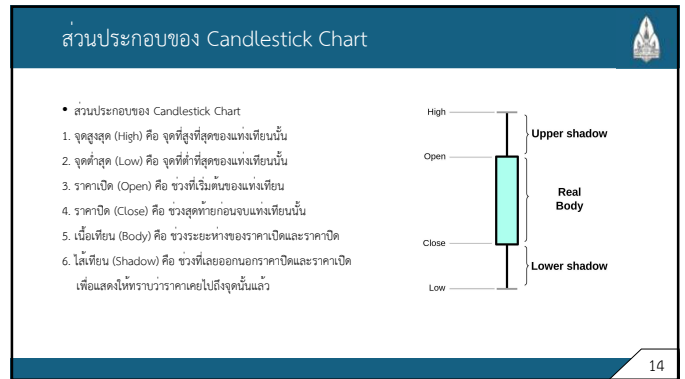 ส่วนประกอบของ Candlestick Chart
• ส่วนประกอบของ Candlestick Chart
1. จุดสูงสุด (High) คือ จุดที่สูงที่สุดของแท่งเทียนนั้น
2. จุดต่ำสุด (Low) คือ จุดที่ต่ำที่สุดของแท่งเทียนนั้น
3. ราคาเปิด (Open) คือ ช่วงที่เริ่มต้นของแท่งเทียน
4. ราคาปิด (Close) คือ ช่วงสุดท้ายก่อนจบแท่งเทียนนั้น
5. เนื้อเทียน (Body) คือ ช่วงระยะห่างของราคาเปิดและราคาปิด
6. ไส้เทียน (Shadow) คือ ช่วงที่เลยออกนอกราคาปิดและราคาเปิด
เพื่อแสดงให้ทราบว่าราคาเคยไปถึงจุดนั้นแล้ว
High
Upper shadow
Open
Real
Body
Close
Lower shadow
Low
14